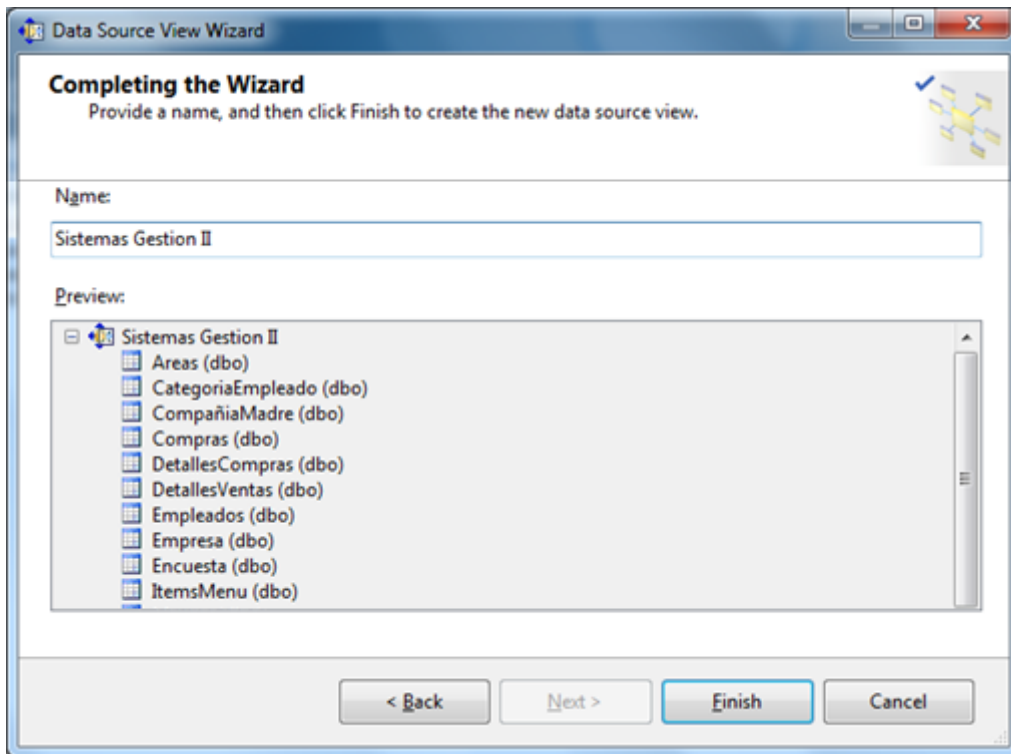 Data Source View Wizard
Completing the Wizard
Provide a name, and then click Finish to create the new data source view.
Name:
Sistemas Gestion II
Preview:
Sistemas Gestion II
Areas (dbo)
CategoriaEmpleado (dbo)
CompañiaMadre (dbo)
Compras (dbo)
DetallesCompras (dbo)
DetallesVentas (dbo)
Empleados (dbo)
Empresa (dbo)
Encuesta (dbo)
ItemsMenu (dbo)
< Back Next > Finish Cancel